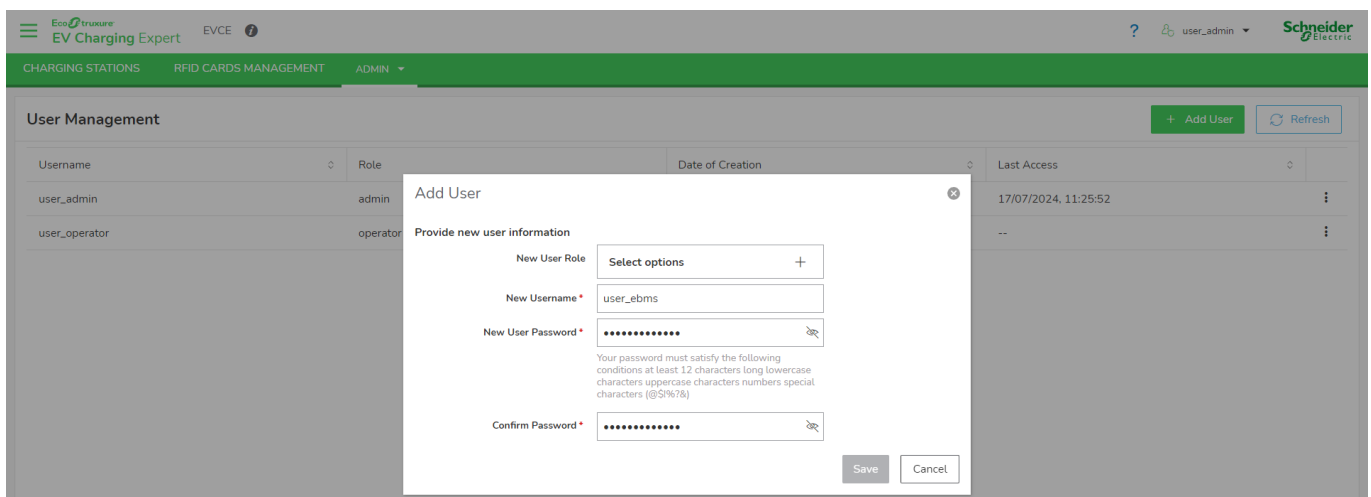 EcoStruxure
EV Charging Expert
EVCE
?
user_admin
Schneider
Electric
CHARGING STATIONS
RFID CARDS MANAGEMENT
ADMIN
User Management
+ Add User
Refresh
Username
Role
Date of Creation
Last Access
user_admin
admin
17/07/2024, 11:25:52
user_operator
operator
--
Add User
Provide new user information
New User Role
Select options
New Username *
user_ebms
New User Password *
•••••••••••••
Your password must satisfy the following
conditions at least 12 characters long lowercase
characters uppercase characters numbers special
characters (@$!%?&)
Confirm Password *
•••••••••••••
Save
Cancel